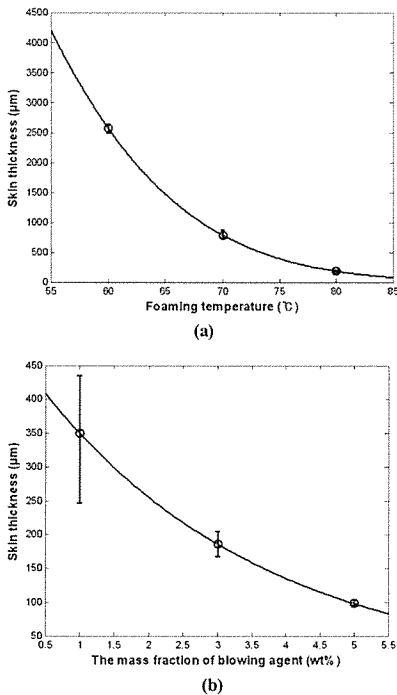 4500
4000
3500
3000
2500
2000
1500
1000
500
0
Skin thickness (μm)
55 60 65 70 75 80 85
Foaming temperature (℃)
(a)
450
400
350
300
250
200
150
100
50
Skin thickness (μm)
0.5 1 1.5 2 2.5 3 3.5 4 4.5 5 5.5
The mass fraction of blowing agent (wt%)
(b)